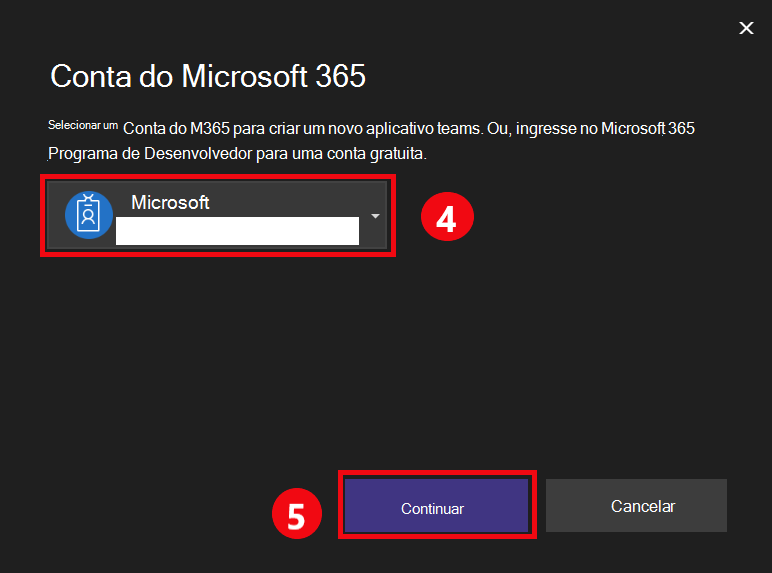 Conta do Microsoft 365
Selecionar um Conta do M365 para criar um novo aplicativo teams. Ou, ingresse no Microsoft 365
Programa de Desenvolvedor para uma conta gratuita.
Microsoft
4
5
Continuar
Cancelar